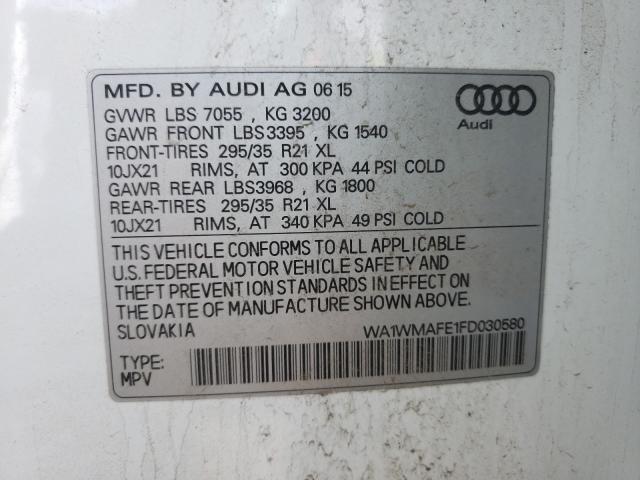 MFD. BY AUDI AG 06 15
GVWR LBS 7055 , KG 3200
GAWR FRONT LBS3395 , KG 1540
FRONT-TIRES 295/35 R21 XL
10JX21 RIMS, AT 300 KPA 44 PSI COLD
GAWR REAR LBS3968 , KG 1800
REAR-TIRES 295/35 R21 XL
10JX21 RIMS, AT 340 KPA 49 PSI COLD
Audi
THIS VEHICLE CONFORMS TO ALL APPLICABLE
U.S. FEDERAL MOTOR VEHICLE SAFETY AND
THEFT PREVENTION STANDARDS IN EFFECT ON
THE DATE OF MANUFACTURE SHOWN ABOVE.
SLOVAKIA WA1WMAFE1FD030580
TYPE:
MPV